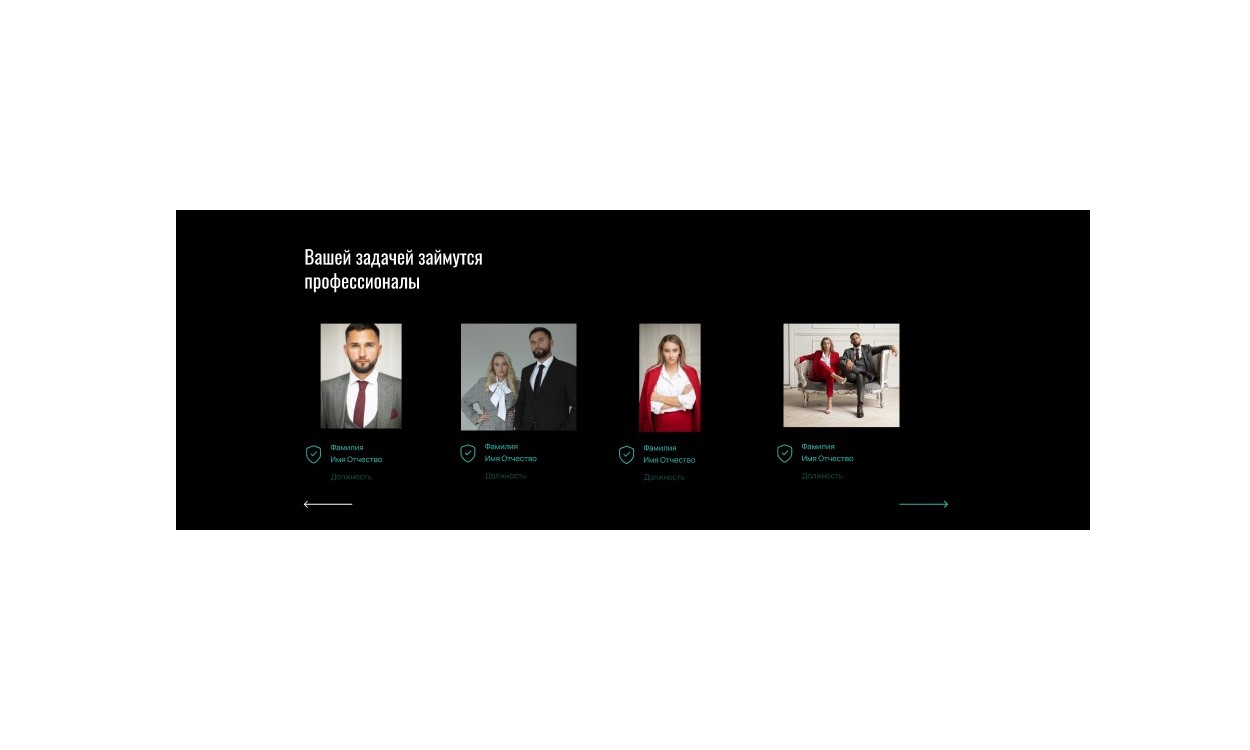 Вашей задачей займутся
профессионалы
Фамилия
Имя Отчество
Должность
Фамилия
Имя Отчество
Должность
Фамилия
Имя Отчество
Должность
Фамилия
Имя Отчество
Должность